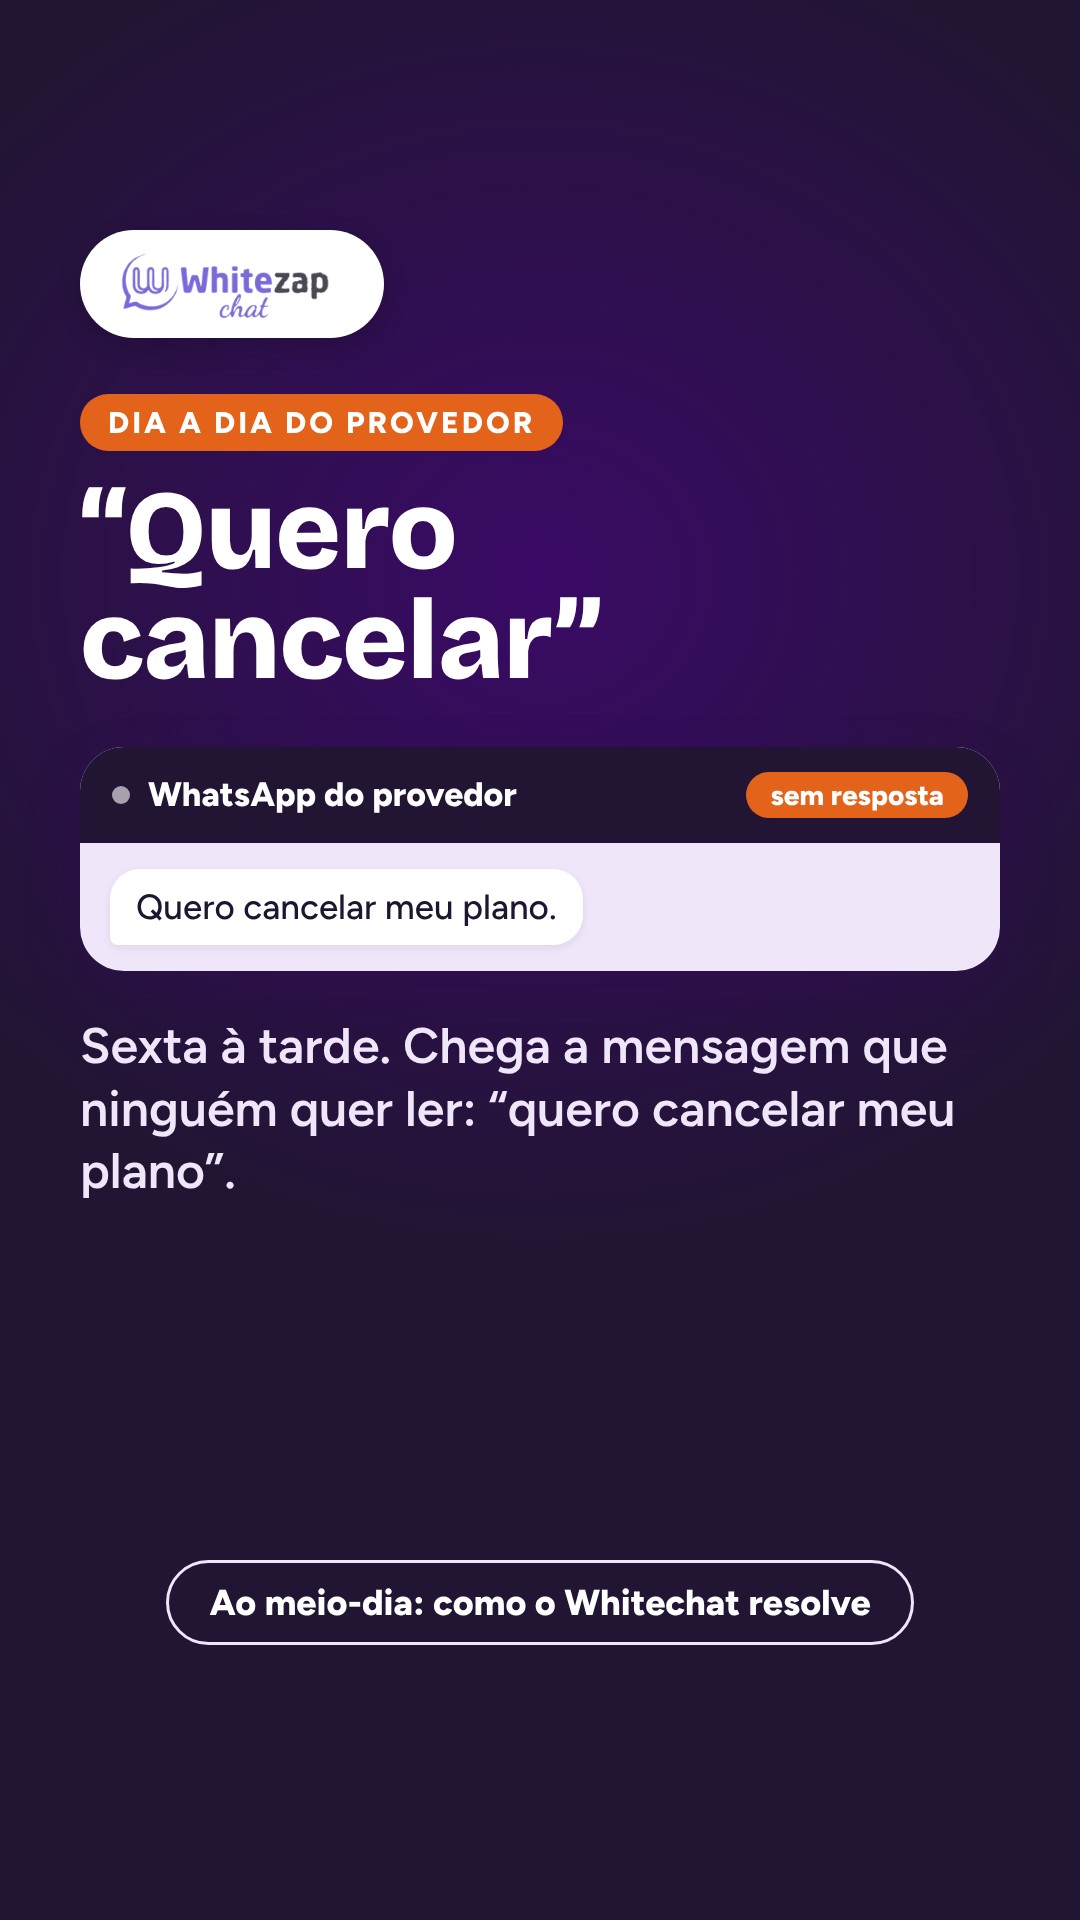 Whitezap
chat
DIA A DIA DO PROVEDOR
“Quero
cancelar”
WhatsApp do provedor
sem resposta
Quero cancelar meu plano.
Sexta à tarde. Chega a mensagem que
ninguém quer ler: “quero cancelar meu
plano”.
Ao meio-dia: como o Whitechat resolve